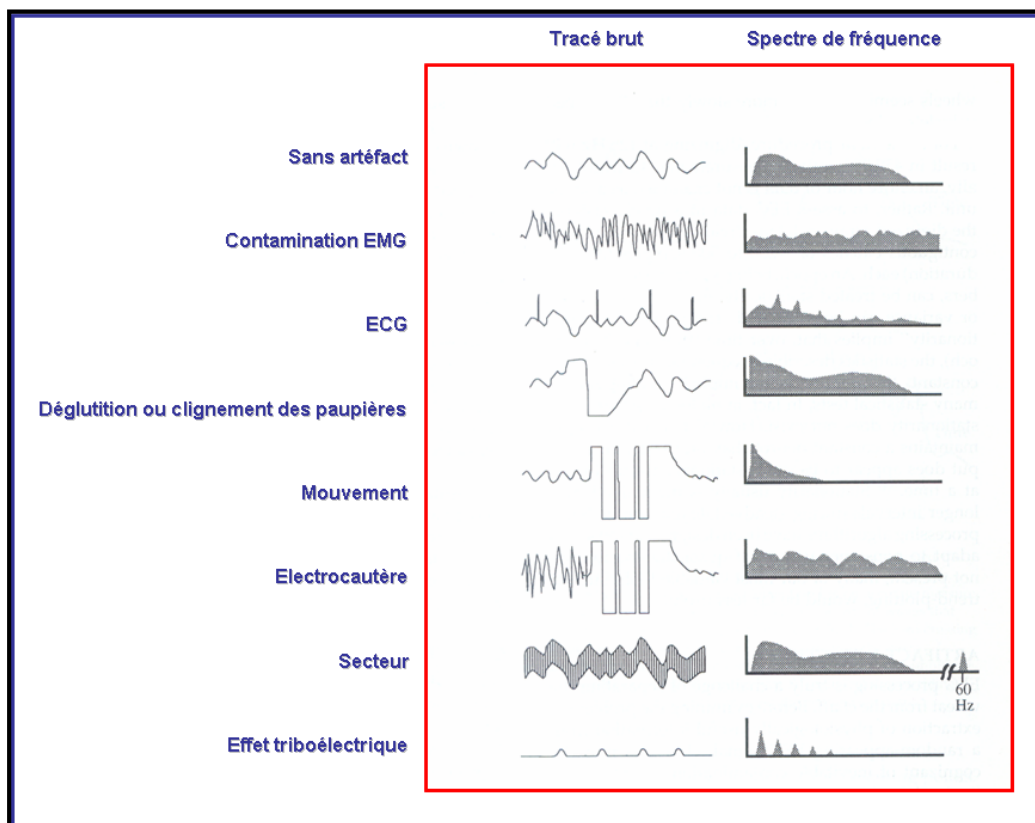 Tracé brut Spectre de fréquence
Sans artéfact
Contamination EMG
ECG
Déglutition ou clignement des paupières
Mouvement
Electrocautère
Secteur
60
Hz
Effet triboélectrique